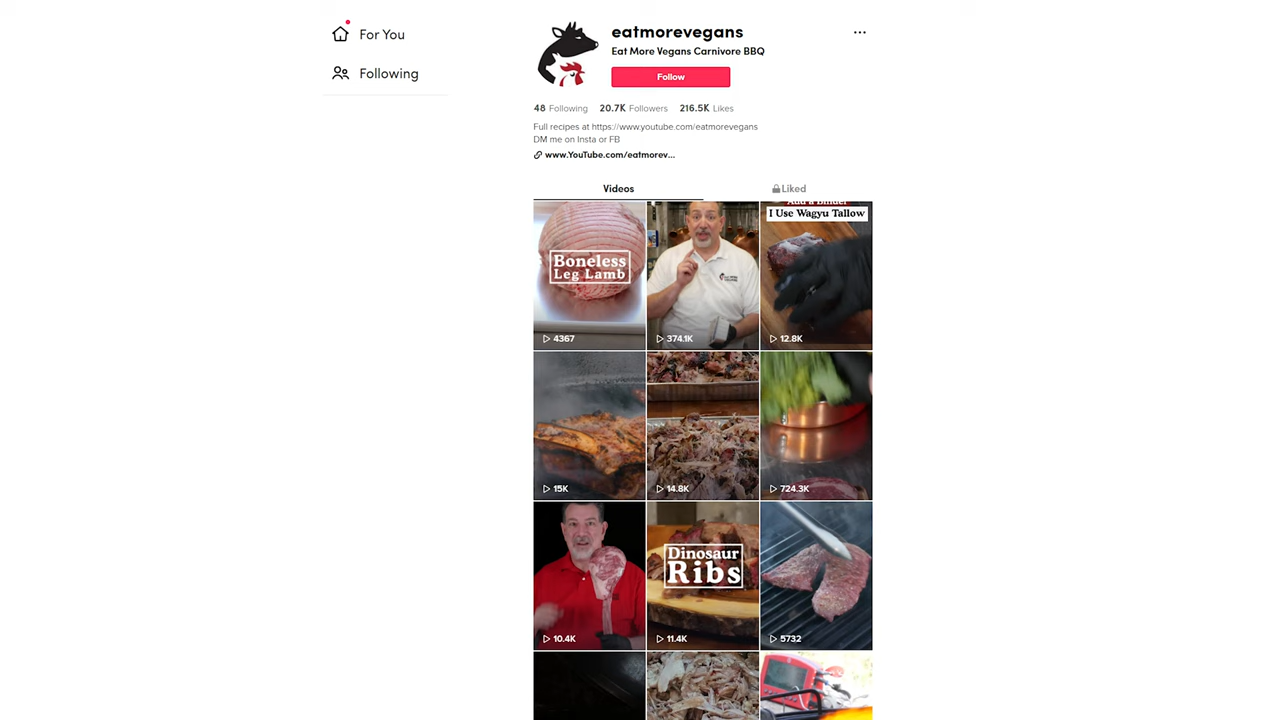 For You
Following
eatmorevegans
Eat More Vegans Carnivore BBQ
Follow
48 Following 20.7K Followers 216.5K Likes
Full recipes at https://www.youtube.com/eatmorevegans
DM me on Insta or FB
www.YouTube.com/eatmorev...
Videos Liked
Boneless
Leg Lamb
4367
374.1K
Add a Binder
I Use Wagyu Tallow
12.8K
15K
14.8K
724.3K
10.4K
Dinosaur
Ribs
11.4K
5732